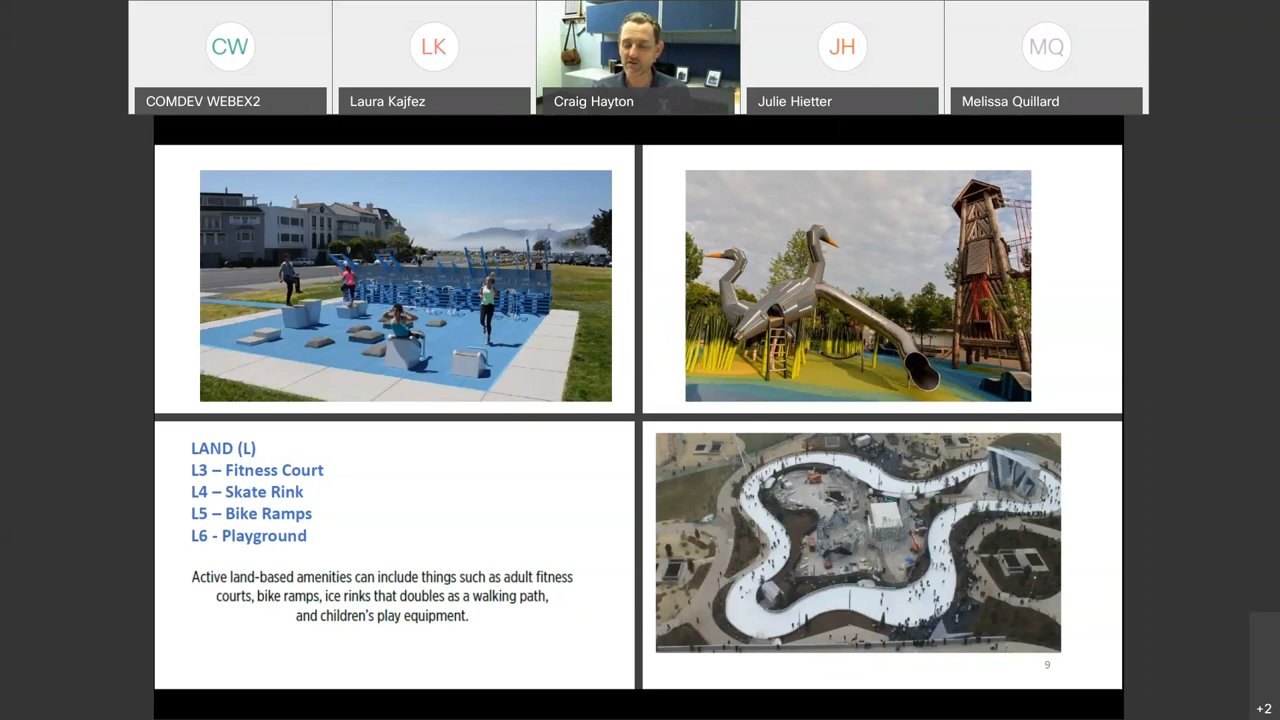 CW
LK
JH
MQ
COMDEV WEBEX2
Laura Kajfez
Craig Hayton
Julie Hietter
Melissa Quillard
LAND (L)
L3 – Fitness Court
L4 – Skate Rink
L5 – Bike Ramps
L6 - Playground
Active land-based amenities can include things such as adult fitness
courts, bike ramps, ice rinks that doubles as a walking path,
and children's play equipment.
9
+2